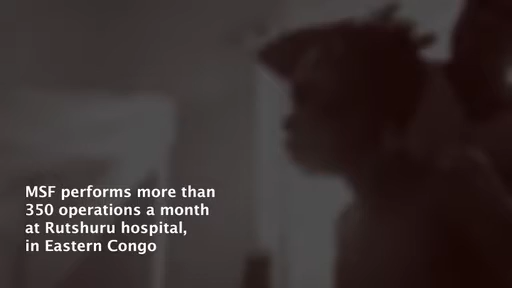 MSF performs more than
350 operations a month
at Rutshuru hospital,
in Eastern Congo